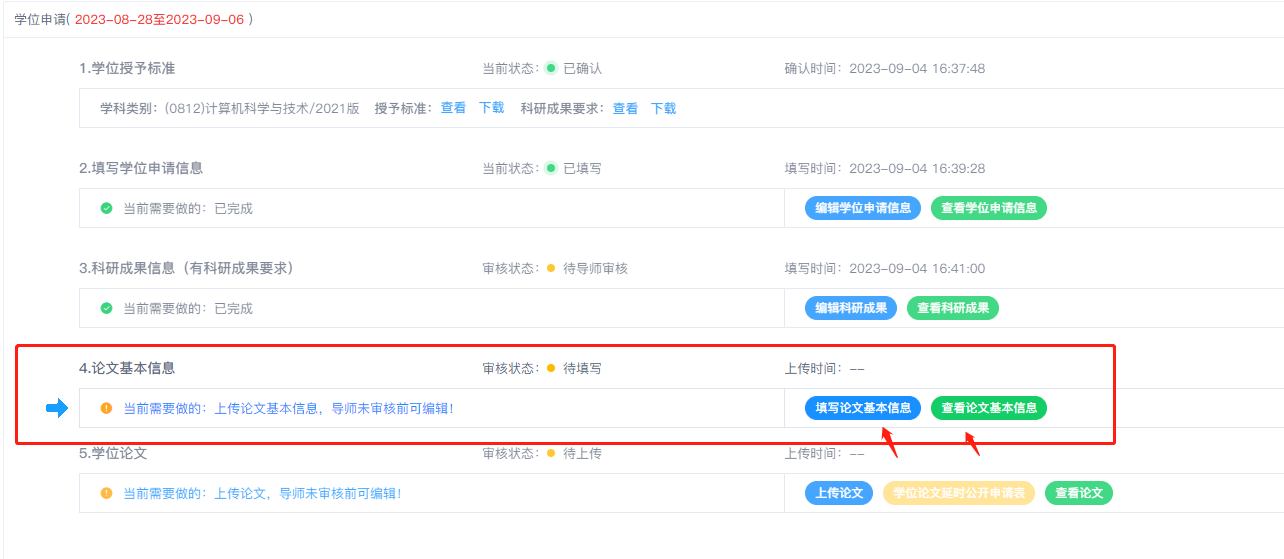 学位申请( 2023-08-28至2023-09-06 )
1.学位授予标准 当前状态： 已确认 确认时间：2023-09-04 16:37:48
学科类别：(0812)计算机科学与技术/2021版 授予标准： 查看 下载 科研成果要求： 查看 下载
2.填写学位申请信息 当前状态： 已填写 填写时间：2023-09-04 16:39:28
当前需要做的：已完成 编辑学位申请信息 查看学位申请信息
3.科研成果信息（有科研成果要求） 审核状态： 待导师审核 填写时间：2023-09-04 16:41:00
当前需要做的：已完成 编辑科研成果 查看科研成果
4.论文基本信息 审核状态： 待填写 上传时间：--
当前需要做的：上传论文基本信息，导师未审核前可编辑！ 填写论文基本信息 查看论文基本信息
5.学位论文 审核状态： 待上传 上传时间：--
当前需要做的：上传论文，导师未审核前可编辑！ 上传论文 学位论文延时公开申请表 查看论文